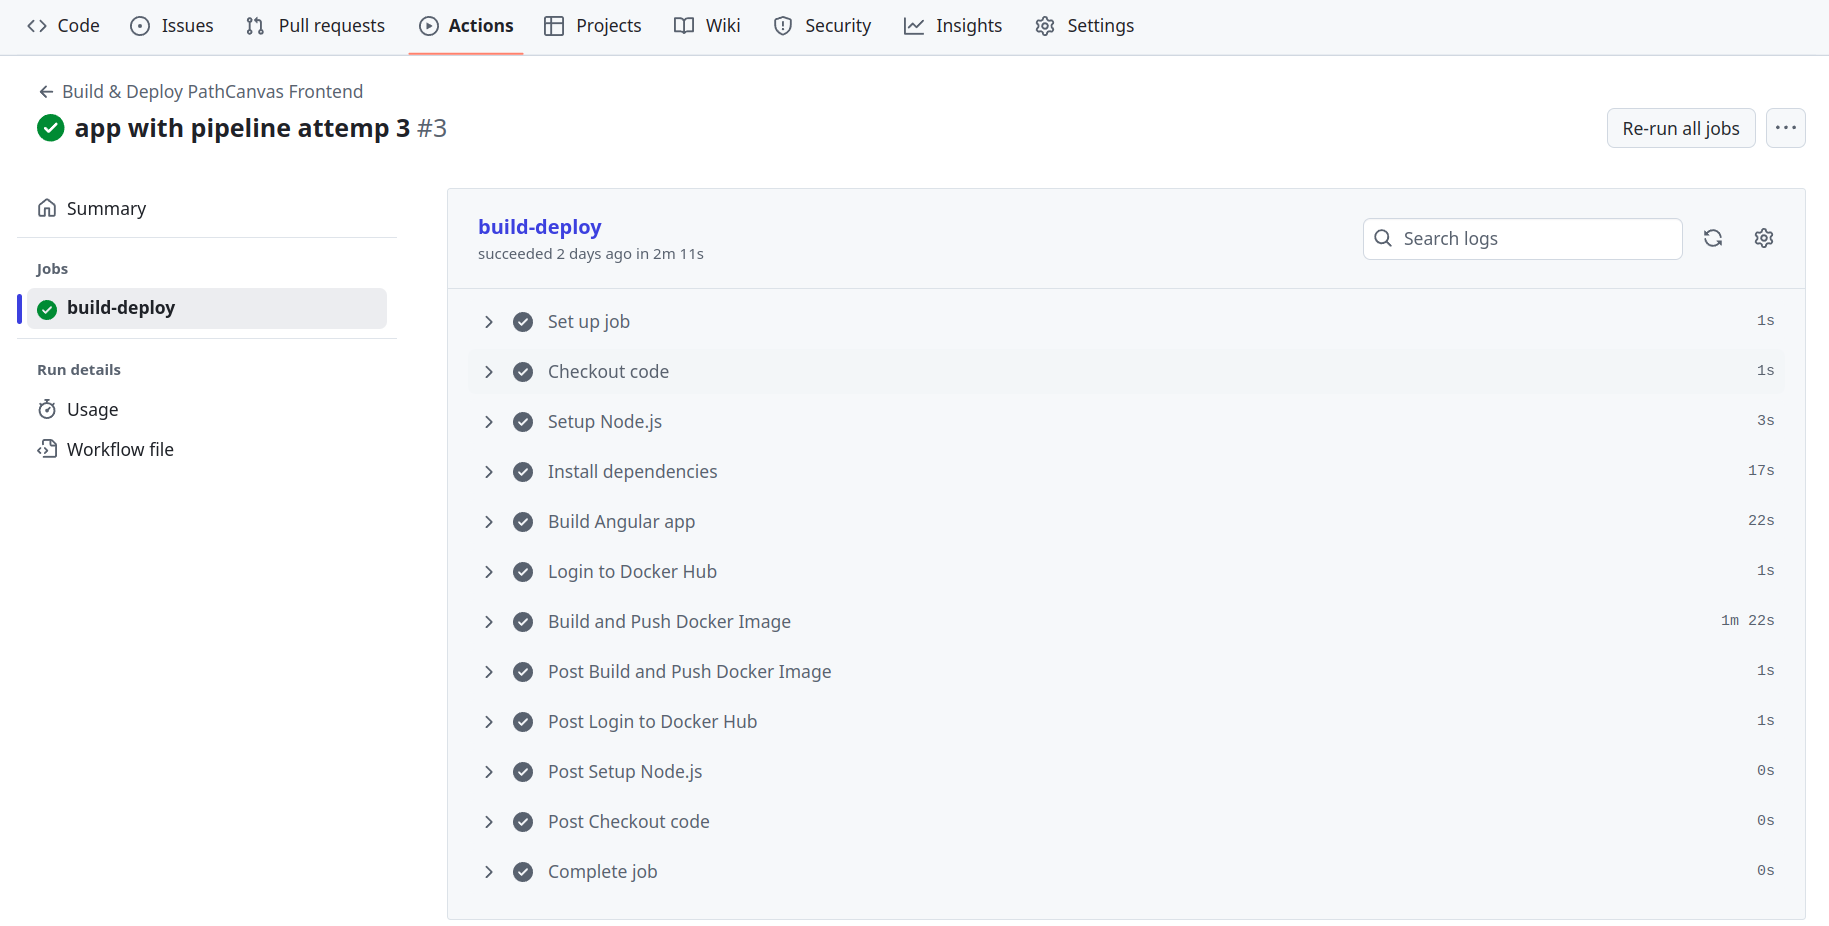 Code Issues Pull requests Actions Projects Wiki Security Insights Settings
Build & Deploy PathCanvas Frontend
app with pipeline attemp 3 #3
Re-run all jobs
Summary
Jobs
build-deploy
Run details
Usage
Workflow file
build-deploy
succeeded 2 days ago in 2m 11s
Search logs
Set up job 1s
Checkout code 1s
Setup Node.js 3s
Install dependencies 17s
Build Angular app 22s
Login to Docker Hub 1s
Build and Push Docker Image 1m 22s
Post Build and Push Docker Image 1s
Post Login to Docker Hub 1s
Post Setup Node.js 0s
Post Checkout code 0s
Complete job 0s